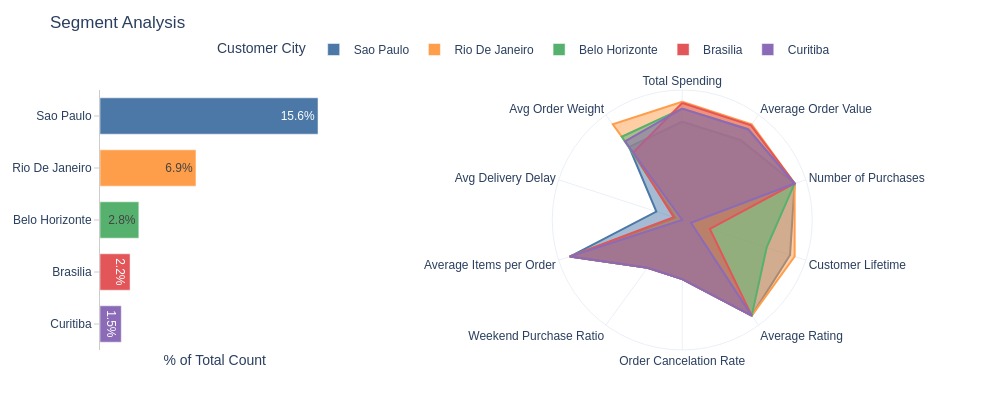 Segment Analysis
Customer City
Sao Paulo
Rio De Janeiro
Belo Horizonte
Brasilia
Curitiba
Sao Paulo
15.6%
Rio De Janeiro
6.9%
Belo Horizonte
2.8%
Brasilia
2.2%
Curitiba
1.5%
% of Total Count
Total Spending
Average Order Value
Number of Purchases
Customer Lifetime
Average Rating
Order Cancelation Rate
Weekend Purchase Ratio
Average Items per Order
Avg Delivery Delay
Avg Order Weight